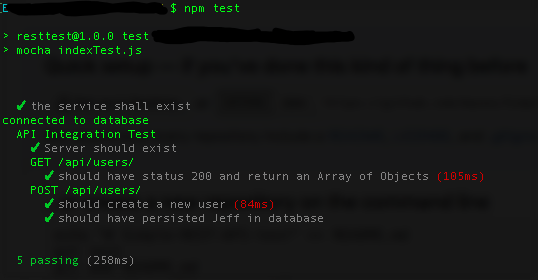 E $ npm test
> resttest@1.0.0 test
> mocha indexTest.js
✓ the service shall exist
connected to database
API Integration Test
✓ Server should exist
GET /api/users/
✓ should have status 200 and return an Array of Objects (105ms)
POST /api/users/
✓ should create a new user (84ms)
✓ should have persisted Jeff in database
5 passing (258ms)